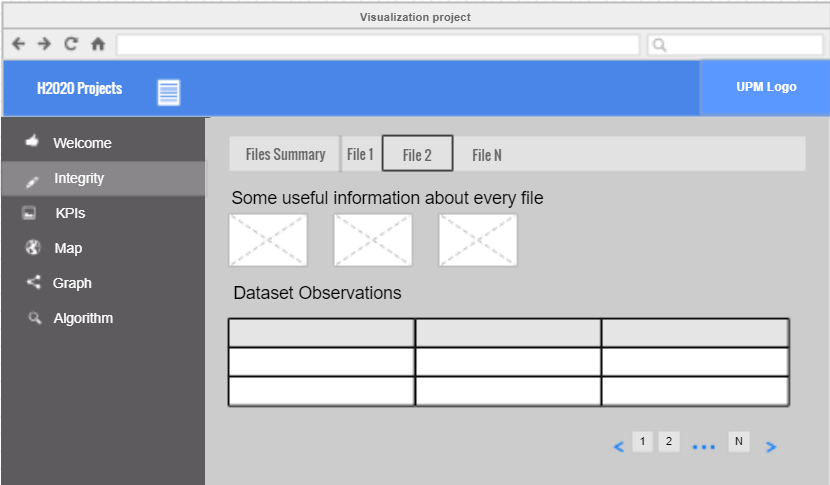 Visualization project
H2020 Projects
UPM Logo
Welcome
Integrity
KPIs
Map
Graph
Algorithm
Files Summary File 1 File 2 File N
Some useful information about every file
Dataset Observations
< 1 2 ... N >